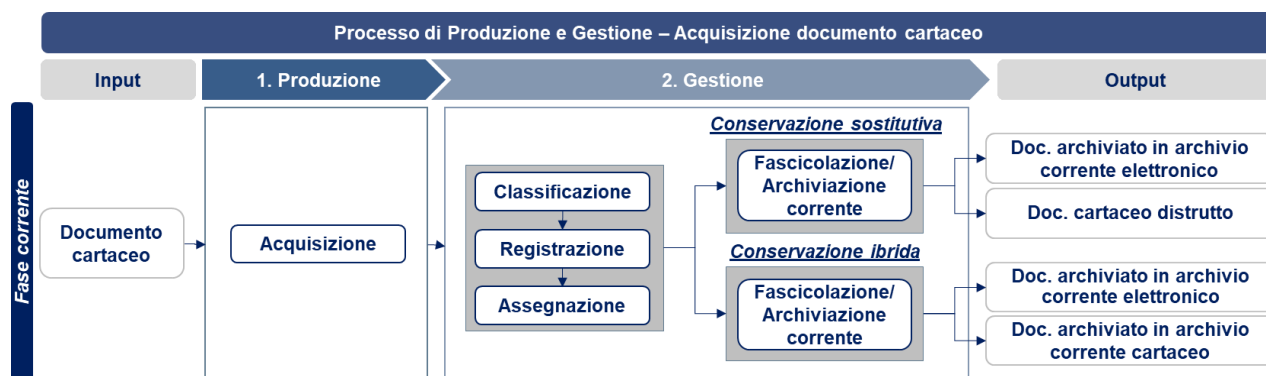 Processo di Produzione e Gestione – Acquisizione documento cartaceo
Input
1. Produzione
2. Gestione
Output
Fase corrente
Documento
cartaceo
Acquisizione
Classificazione
Registrazione
Assegnazione
Conservazione sostitutiva
Fascicolazione/
Archiviazione
corrente
Conservazione ibrida
Fascicolazione/
Archiviazione
corrente
Doc. archiviato in archivio
corrente elettronico
Doc. cartaceo distrutto
Doc. archiviato in archivio
corrente elettronico
Doc. archiviato in archivio
corrente cartaceo